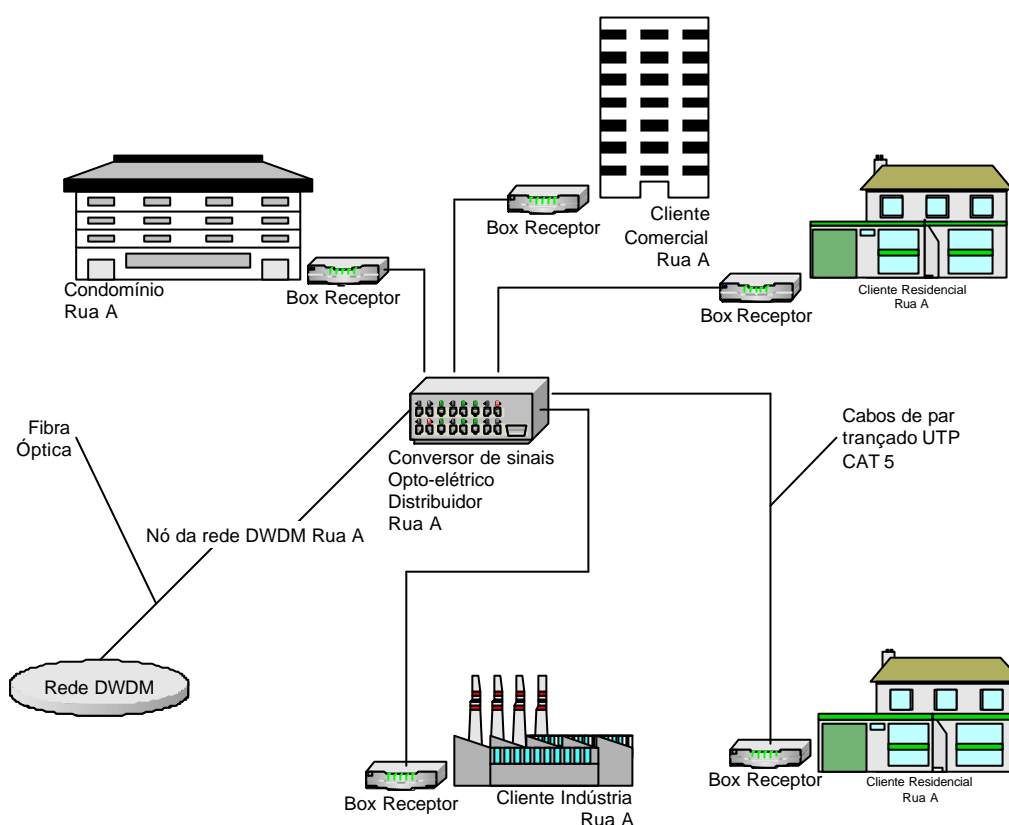 Cliente
Comercial
Rua A
Box Receptor
Condomínio
Rua A
Box Receptor
Cliente Residencial
Rua A
Box Receptor
Conversor de sinais
Opto-elétrico
Distribuidor
Rua A
Cabos de par
trançado UTP
CAT 5
Fibra
Óptica
Nó da rede DWDM Rua A
Rede DWDM
Box Receptor
Cliente Indústria
Rua A
Box Receptor
Cliente Residencial
Rua A